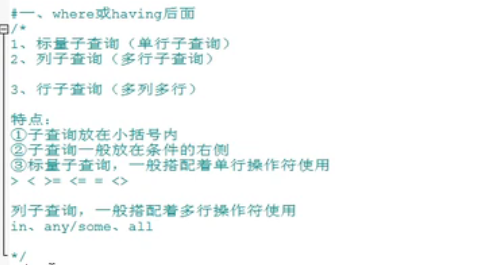 #一、where或having后面
/*
1、标量子查询（单行子查询）
2、列子查询（多行子查询）
3、行子查询（多列多行）
特点：
①子查询放在小括号内
②子查询一般放在条件的右侧
③标量子查询，一般搭配着单行操作符使用
> < >= <= = <>
列子查询，一般搭配着多行操作符使用
in、any/some、all
*/